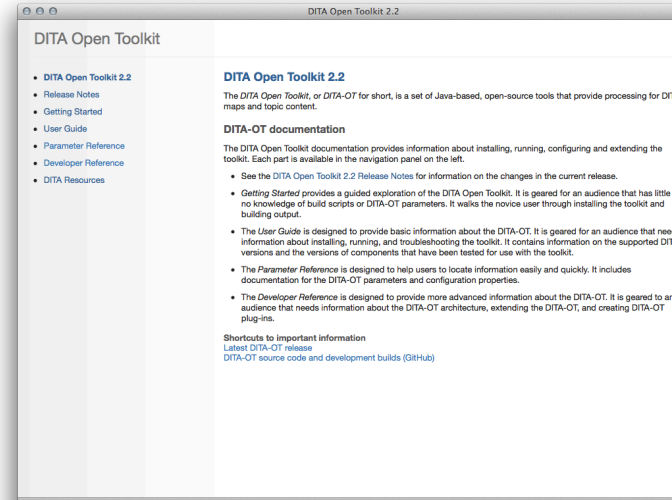 DITA Open Toolkit 2.2
DITA Open Toolkit
DITA Open Toolkit 2.2
Release Notes
Getting Started
User Guide
Parameter Reference
Developer Reference
DITA Resources
DITA Open Toolkit 2.2
The DITA Open Toolkit, or DITA-OT for short, is a set of Java-based, open-source tools that provide processing for
maps and topic content.
DITA-OT documentation
The DITA Open Toolkit documentation provides information about installing, running, configuring and extending the
toolkit. Each part is available in the navigation panel on the left.
See the DITA Open Toolkit 2.2 Release Notes for information on the changes in the current release.
Getting Started provides a guided exploration of the DITA Open Toolkit. It is geared for an audience that has little
no knowledge of build scripts or DITA-OT parameters. It walks the novice user through installing the toolkit and
building output.
The User Guide is designed to provide basic information about the DITA-OT. It is geared for an audience that
information about installing, running, and troubleshooting the toolkit. It contains information on the supported
versions and the versions of components that have been tested for use with the toolkit.
The Parameter Reference is designed to help users to locate information easily and quickly. It includes
documentation for the DITA-OT parameters and configuration properties.
The Developer Reference is designed to provide more advanced information about the DITA-OT. It is geared to
audience that needs information about the DITA-OT architecture, extending the DITA-OT, and creating DITA-OT
plug-ins.
Shortcuts to important information
Latest DITA-OT release
DITA-OT source code and development builds (GitHub)